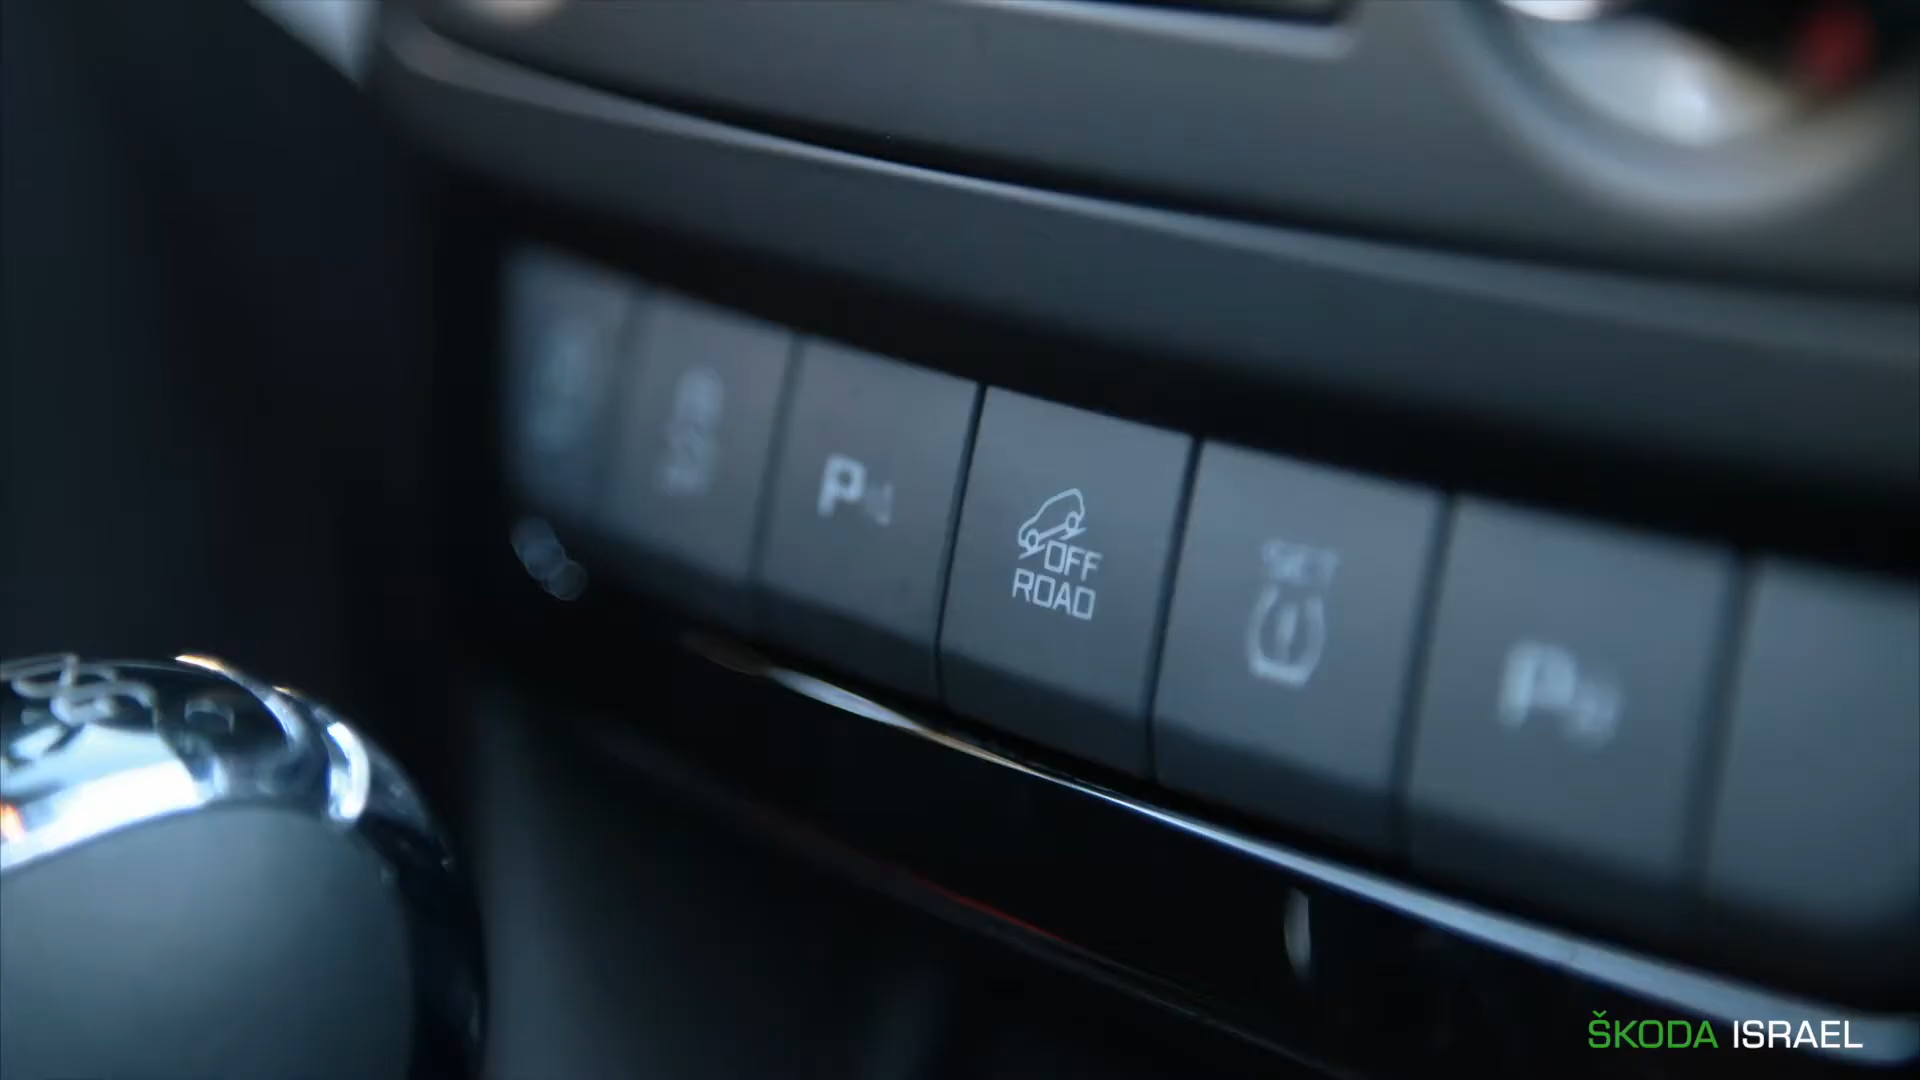 P
OFF
ROAD
SET
P
ŠKODA ISRAEL